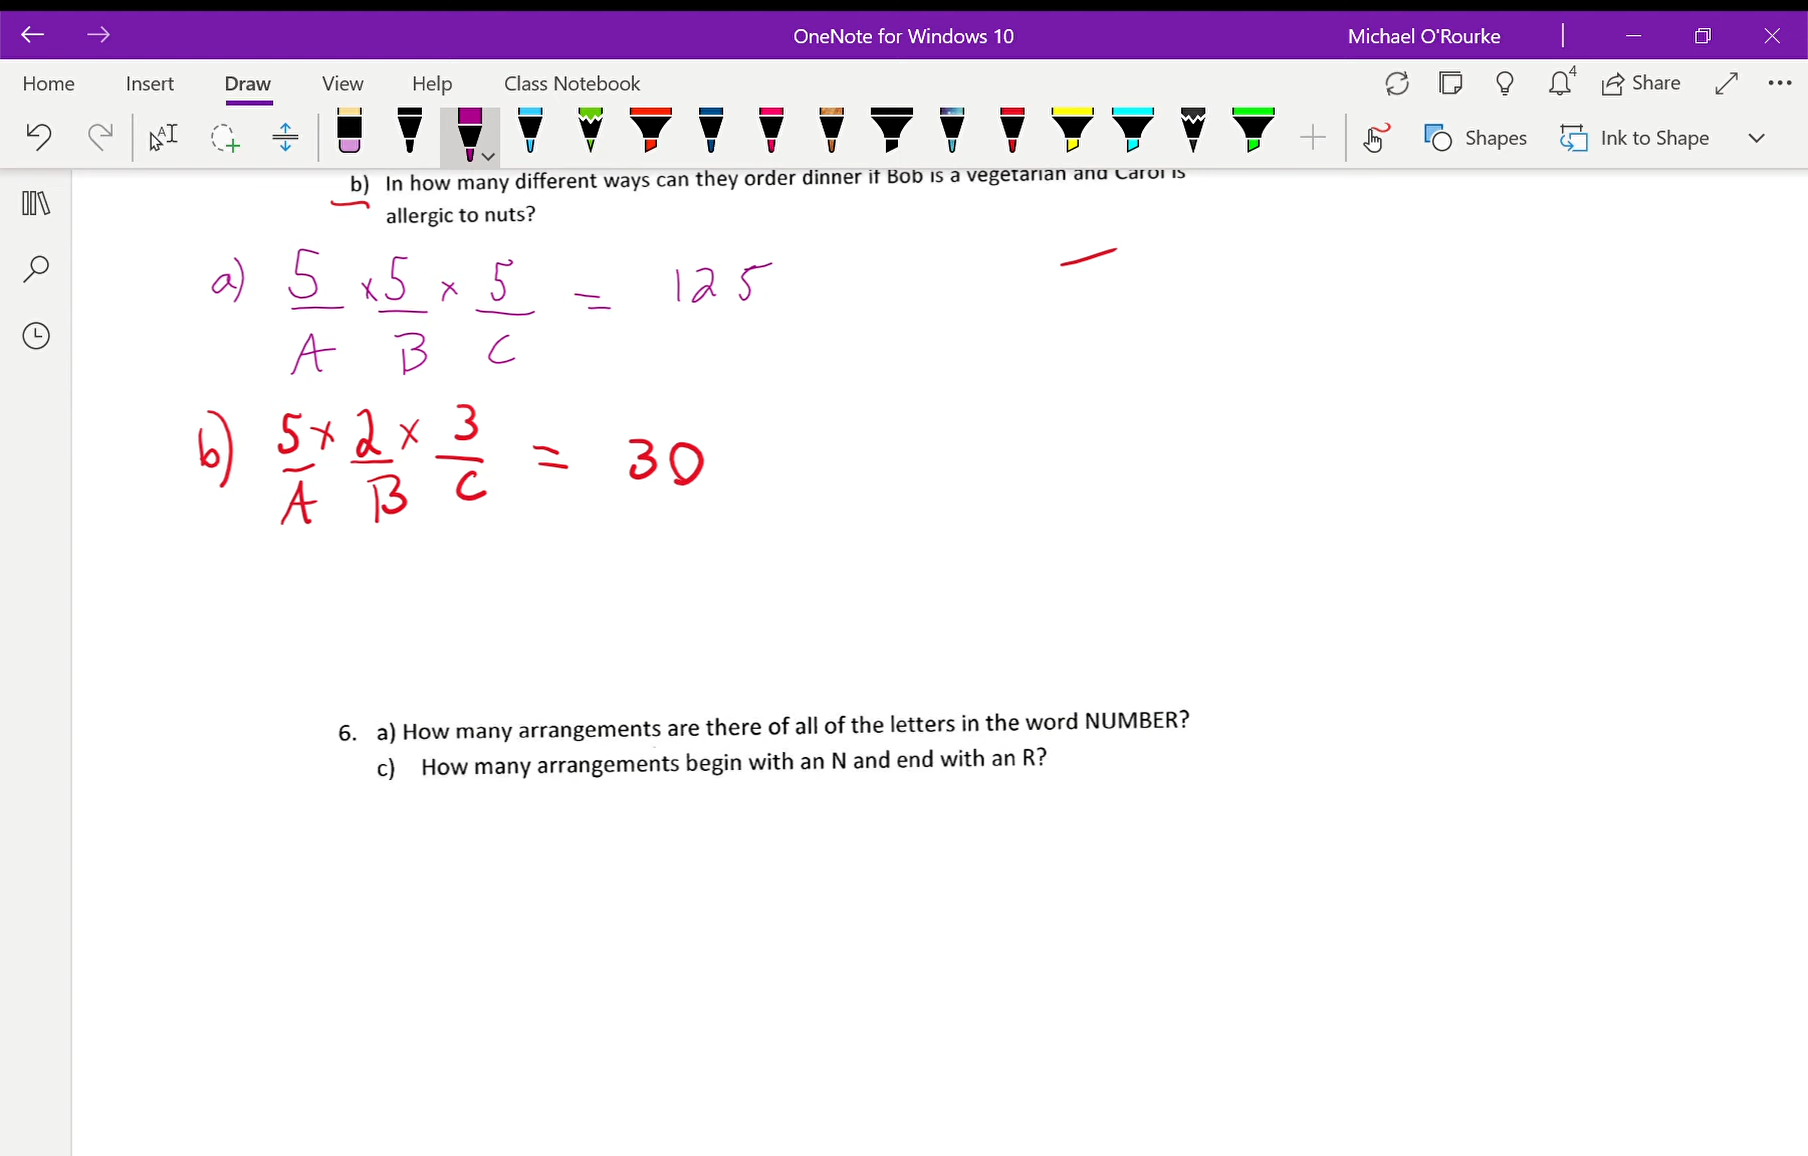 OneNote for Windows 10
Michael O'Rourke
Home Insert Draw View Help Class Notebook
4
Share
Shapes
Ink to Shape
b) In how many different ways can they order dinner if Bob is a vegetarian and Carol is
allergic to nuts?
a) 5 x 5 x 5 = 125
A B C
b) 5 x 2 x 3 = 30
A B C
6. a) How many arrangements are there of all of the letters in the word NUMBER?
c) How many arrangements begin with an N and end with an R?